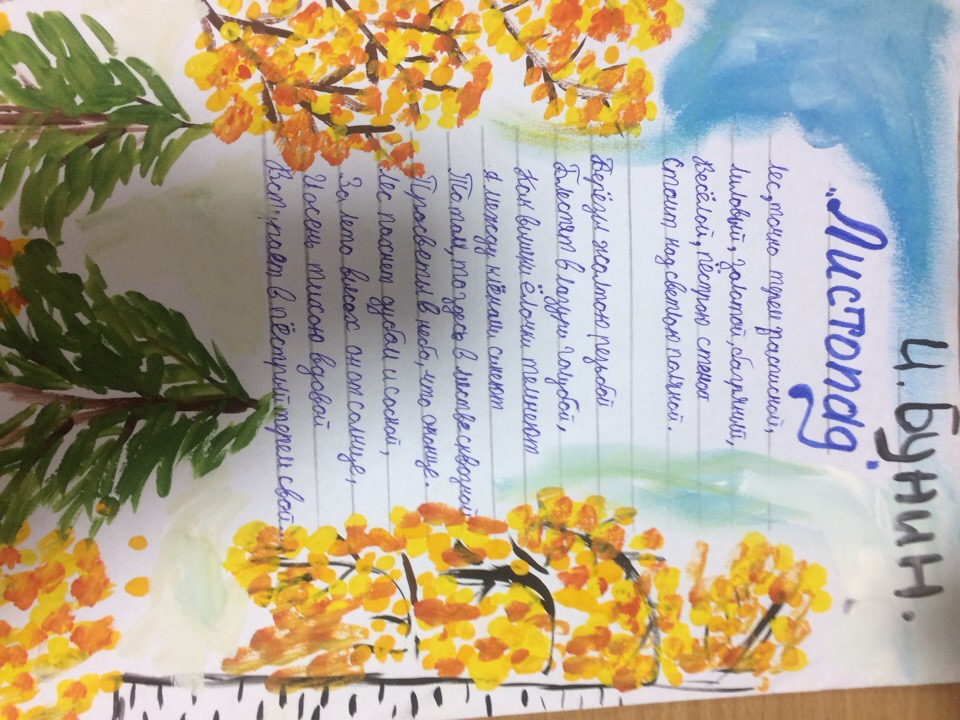 И. Бунин.
„Листопад"
Лес, точно терем расписной,
Лиловый, золотой, багряный,
Весёлой, пёстрою стеной
Стоит над светлою поляной.
Берёзы жёлтою резьбой
Блестят в лазури голубой,
Как вышки ёлочки темнеют
А между клёнами синеют
То там, то здесь в листве сквозной
Просветы в небо, что оконце.
Лес пахнет дубом и сосной,
За лето высох он от солнца,
И осень тихою вдовой
Вступает в пёстрый терем свой.